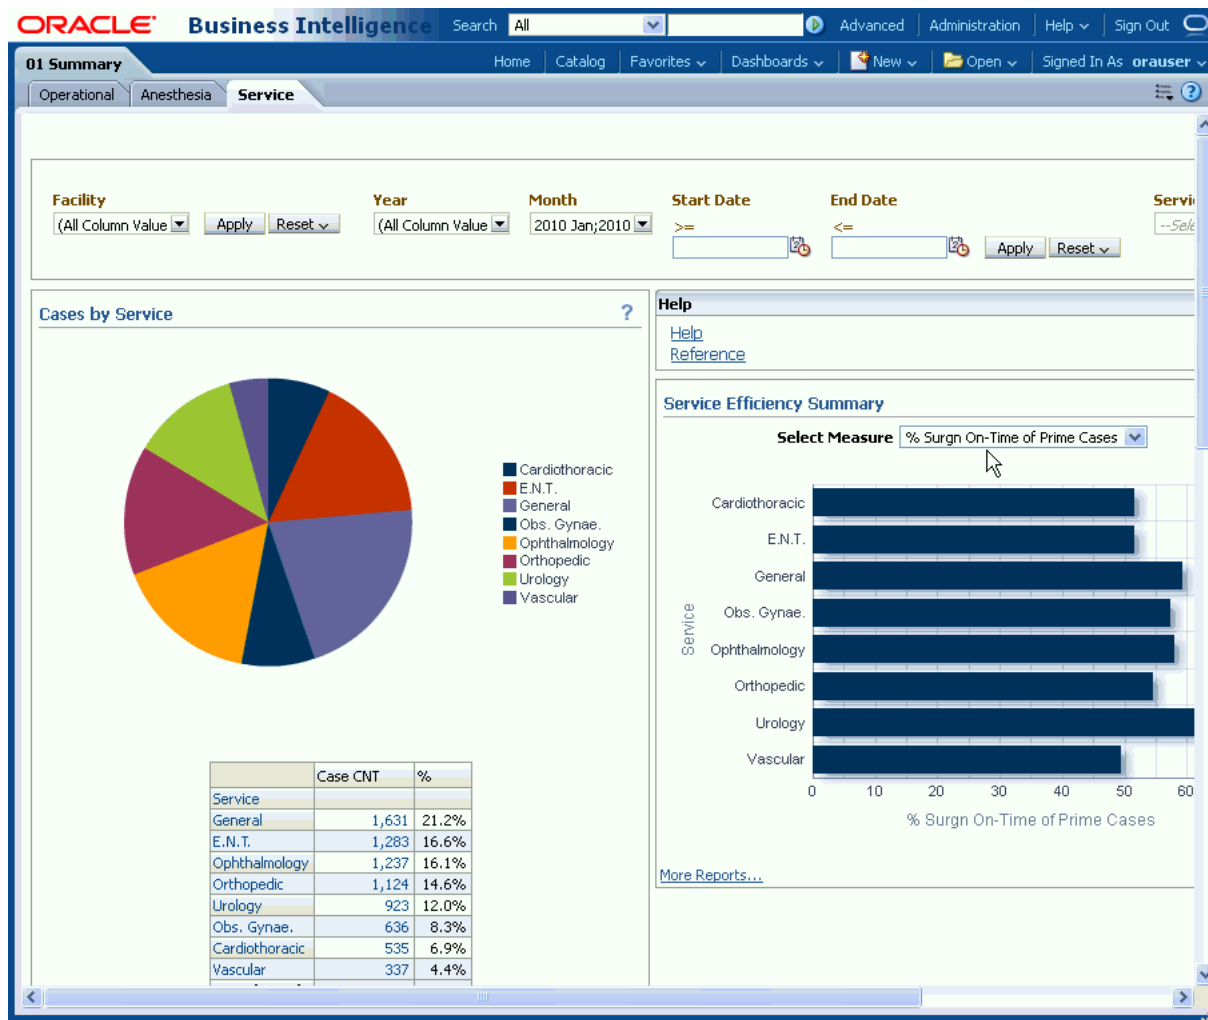 ORACLE Business Intelligence Search All Advanced Administration Help Sign Out
01 Summary Home Catalog Favorites Dashboards New Open Signed In As orauser
Operational Anesthesia Service
Facility Year Month Start Date End Date
(All Column Value Apply Reset (All Column Value 2010 Jan;2010 >= <= Apply Reset
Cases by Service ?
Cardiothoracic
E.N.T.
General
Obs. Gynae.
Ophthalmology
Orthopedic
Urology
Vascular
Case CNT %
Service
General 1,631 21.2%
E.N.T. 1,283 16.6%
Ophthalmology 1,237 16.1%
Orthopedic 1,124 14.6%
Urology 923 12.0%
Obs. Gynae. 636 8.3%
Cardiothoracic 535 6.9%
Vascular 337 4.4%
Help
Help
Reference
Service Efficiency Summary
Select Measure % Surgn On-Time of Prime Cases
Service
Cardiothoracic
E.N.T.
General
Obs. Gynae.
Ophthalmology
Orthopedic
Urology
Vascular
0 10 20 30 40 50 60
% Surgn On-Time of Prime Cases
More Reports...